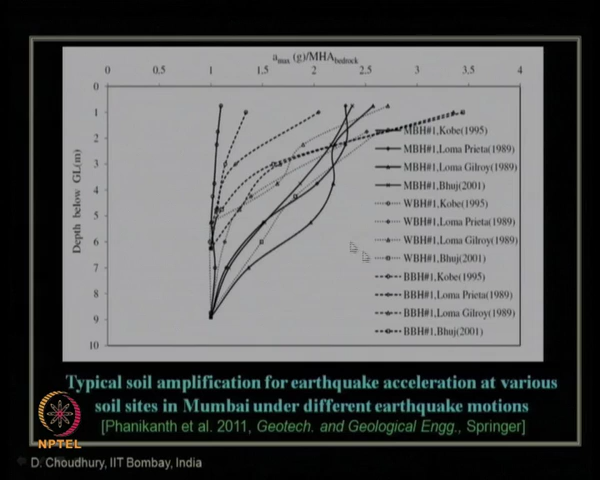 a_max (g)/MHA_bedrock
0 0.5 1 1.5 2 2.5 3 3.5 4
Depth below GL(m)
0
1
2
3
4
5
6
7
8
9
10
MBH#1,Kobe(1995)
MBH#1,Loma Prieta(1989)
MBH#1,Loma Gilroy(1989)
MBH#1,Bhuj(2001)
WBH#1,Kobe(1995)
WBH#1,Loma Prieta(1989)
WBH#1,Loma Gilroy(1989)
WBH#1,Bhuj(2001)
BBH#1,Kobe(1995)
BBH#1,Loma Prieta(1989)
BBH#1,Loma Gilroy(1989)
BBH#1,Bhuj(2001)
Typical soil amplification for earthquake acceleration at various
soil sites in Mumbai under different earthquake motions
[Phanikanth et al. 2011, Geotech. and Geological Engg., Springer]
NPTEL
D. Choudhury, IIT Bombay, India